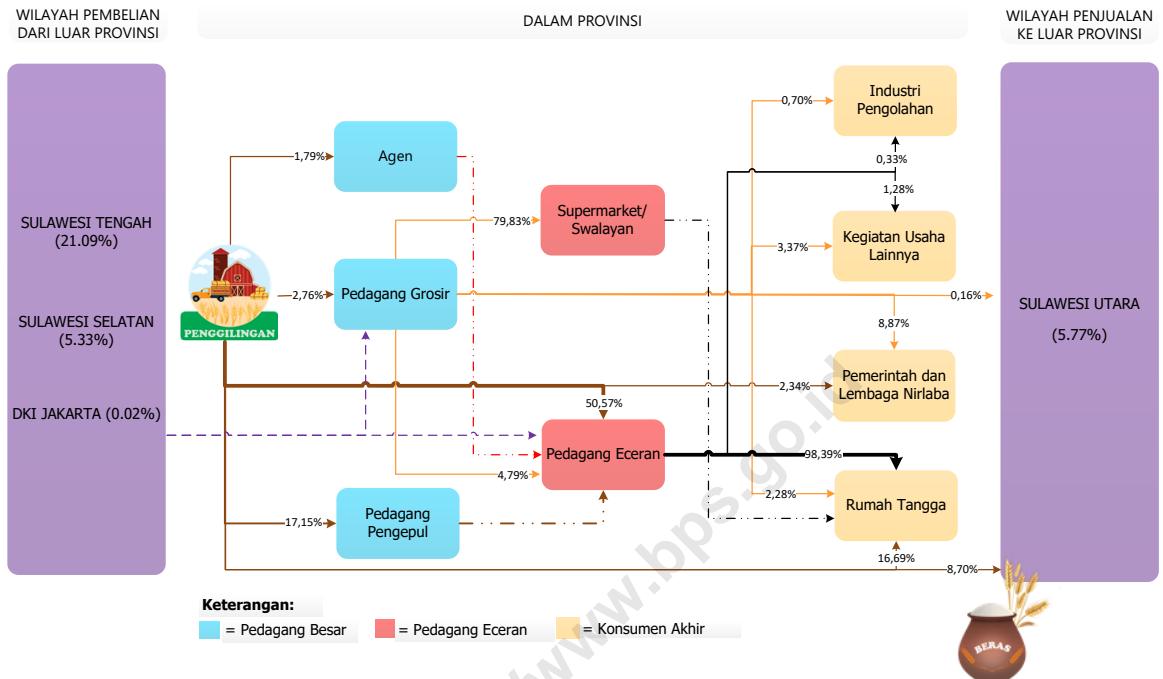 WILAYAH PEMBELIAN
DARI LUAR PROVINSI
DALAM PROVINSI
WILAYAH PENJUALAN
KE LUAR PROVINSI
SULAWESI TENGAH
(21.09%)
SULAWESI SELATAN
(5.33%)
DKI JAKARTA (0.02%)
PENGGILINGAN
1,79%
2,76%
17,15%
Agen
Pedagang Grosir
Pedagang
Pengepul
79,83%
50,57%
4,79%
Supermarket/
Swalayan
Pedagang Eceran
0,70%
0,33%
1,28%
3,37%
0,16%
8,87%
2,34%
98,39%
2,28%
16,69%
8,70%
Industri
Pengolahan
Kegiatan Usaha
Lainnya
Pemerintah dan
Lembaga Nirlaba
Rumah Tangga
SULAWESI UTARA
(5.77%)
BERAS
Keterangan:
= Pedagang Besar
= Pedagang Eceran
= Konsumen Akhir
www.bps.go.id